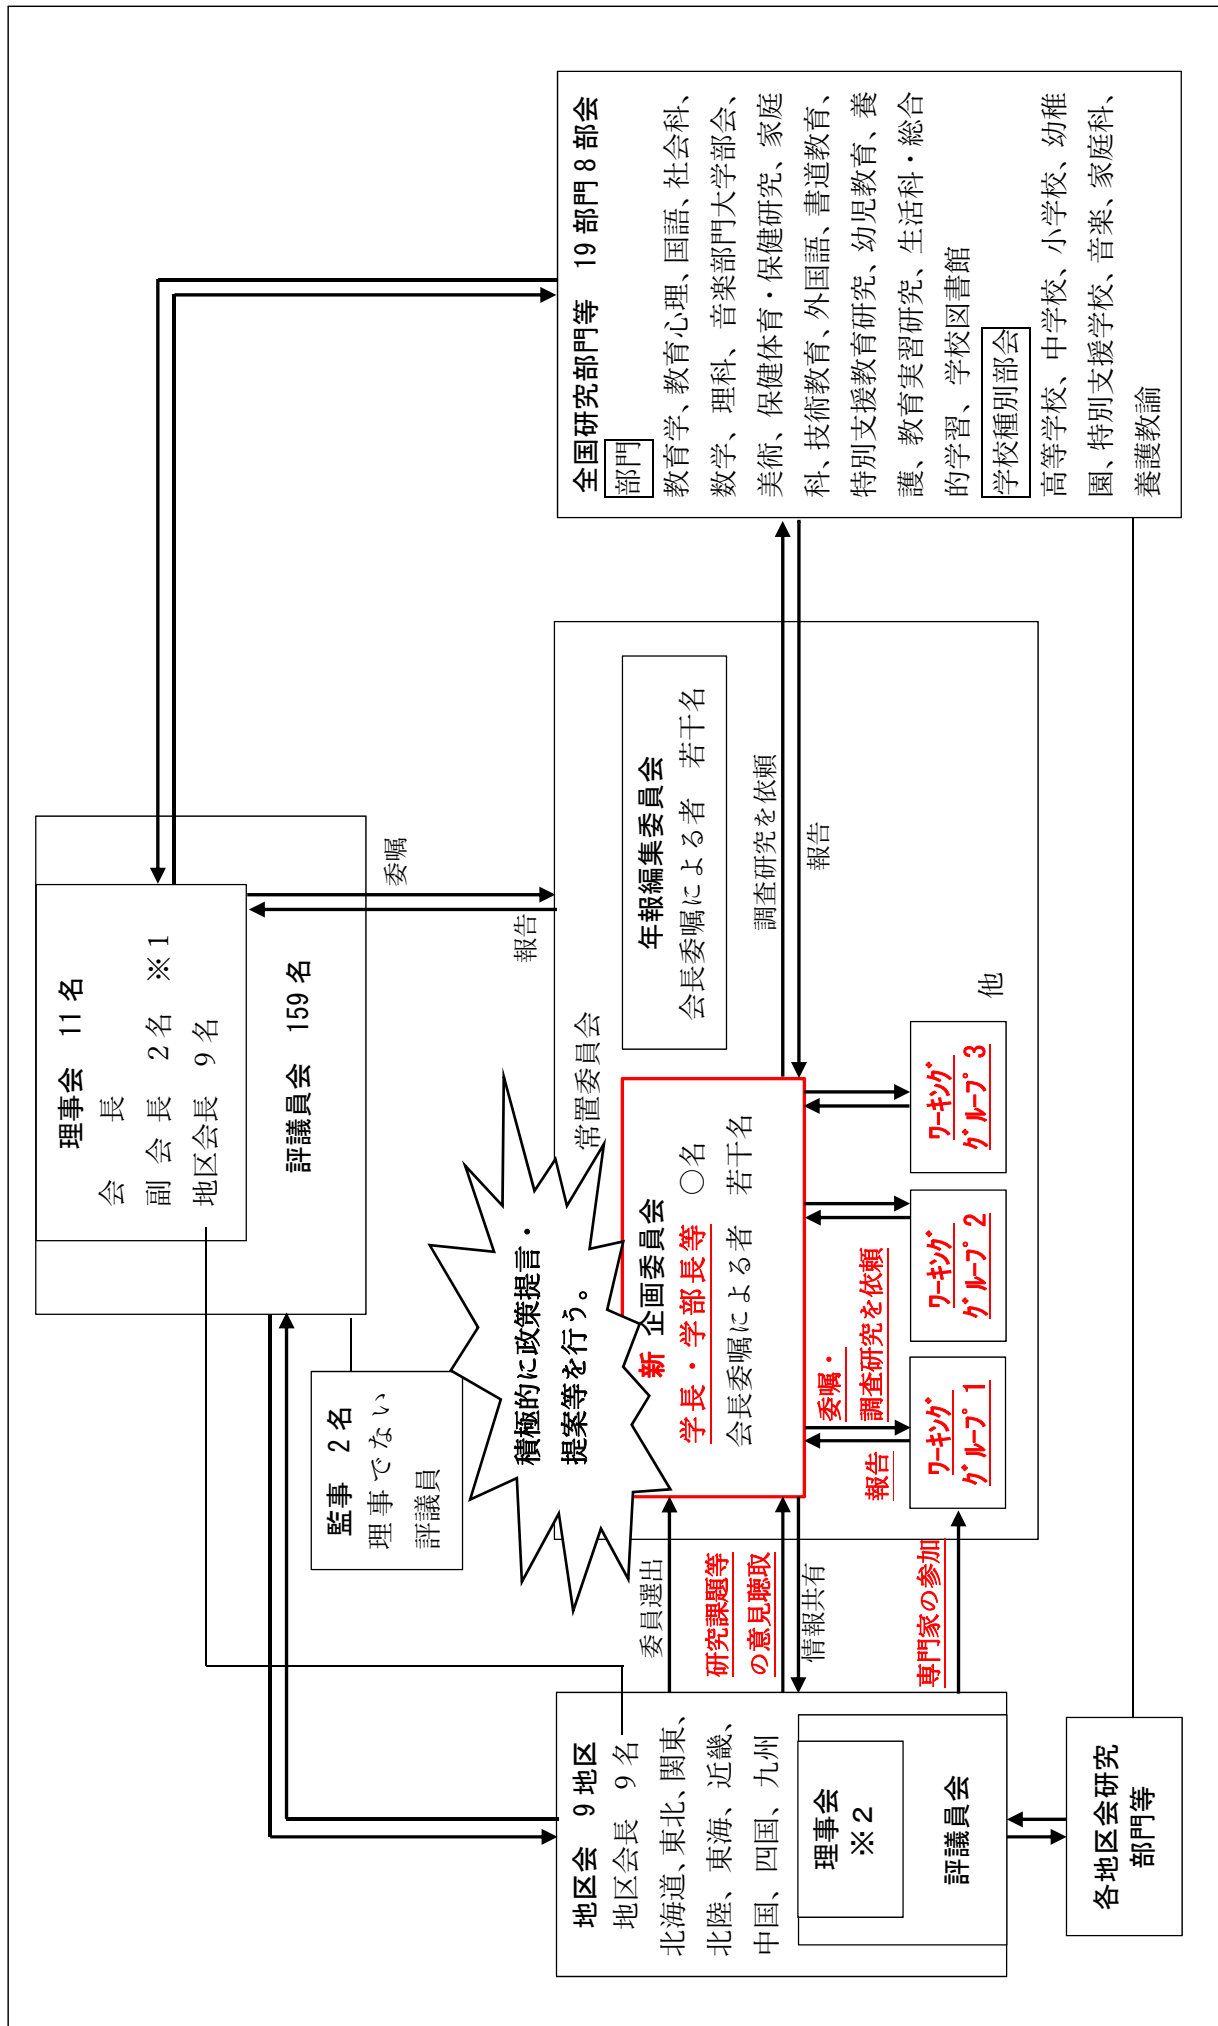 理事会 11名
会 長
副 会 長 2名 ※1
地区会長 9名
評議員会 159名
監事 2名
理事でない
評議員
委嘱
報告
積極的に政策提言・
提案等を行う。
常置委員会
新 企画委員会
学長・学部長等 〇名
会長委嘱による者 若干名
年報編集委員会
会長委嘱による者 若干名
調査研究を依頼
報告
委嘱・
調査研究を依頼
報告
ワーキング
グループ1
ワーキング
グループ2
ワーキング
グループ3
他
委員選出
研究課題等
の意見聴取
情報共有
専門家の参加
地区会 9地区
地区会長 9名
北海道、東北、関東、
北陸、東海、近畿、
中国、四国、九州
理事会
※2
評議員会
各地区会研究
部門等
全国研究部門等 19部門8部会
部門
教育学、教育心理、国語、社会科、
数学、理科、音楽部門大学部会、
美術、保健体育・保健研究、家庭
科、技術教育、外国語、書道教育、
特別支援教育研究、幼児教育、養
護、教育実習研究、生活科・総合
的学習、学校図書館
学校種別部会
高等学校、中学校、小学校、幼稚
園、特別支援学校、音楽、家庭科、
養護教諭